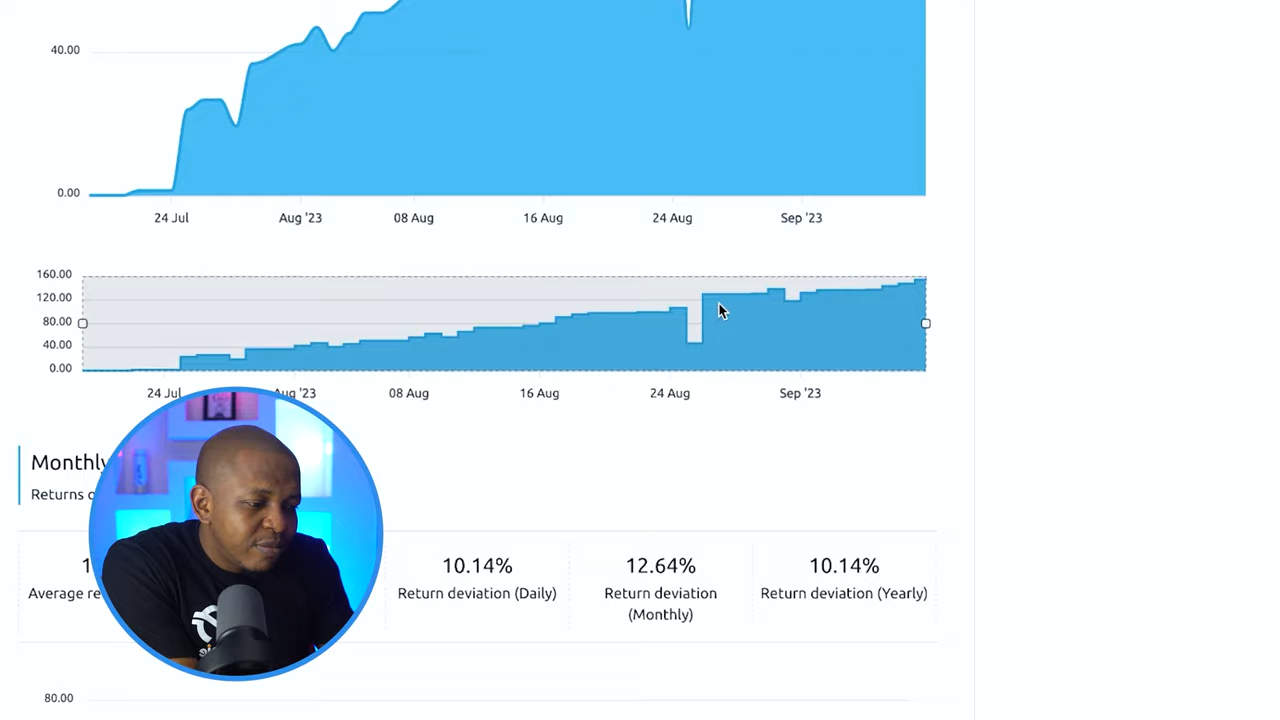 40.00
0.00
24 Jul Aug '23 08 Aug 16 Aug 24 Aug Sep '23
160.00
120.00
80.00
40.00
0.00
24 Jul Aug '23 08 Aug 16 Aug 24 Aug Sep '23
Monthly
Returns
10.14% 12.64% 10.14%
Average Return deviation (Daily) Return deviation Return deviation (Yearly)
(Monthly)
80.00